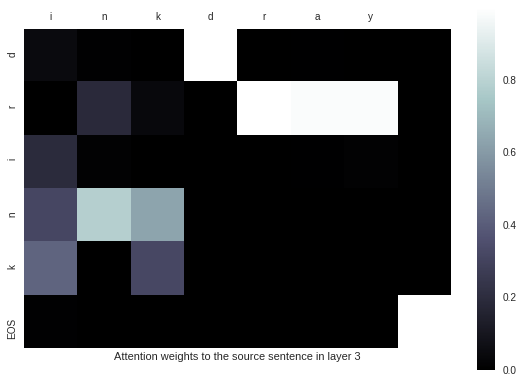 i n k d r a y
d
r
i
n
k
EOS
0.8
0.6
0.4
0.2
0.0
Attention weights to the source sentence in layer 3